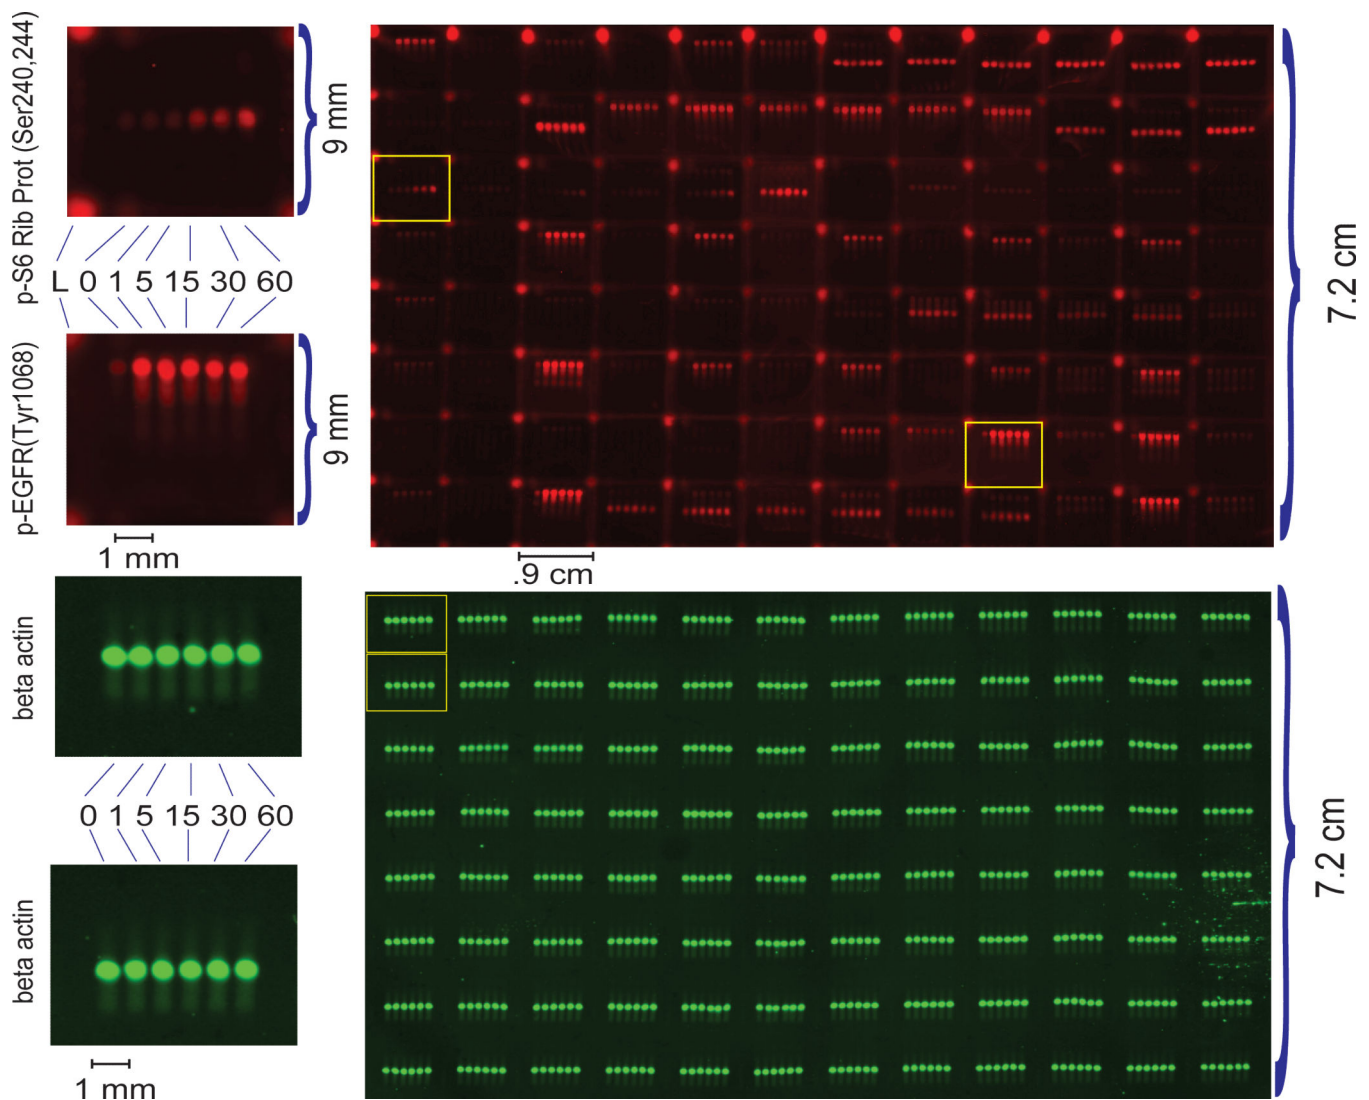 p-S6 Rib Prot (Ser240,244)
9 mm
L 0 1 5 15 30 60
p-EGFR(Tyr1068)
9 mm
1 mm
7.2 cm
.9 cm
beta actin
0 1 5 15 30 60
beta actin
1 mm
7.2 cm